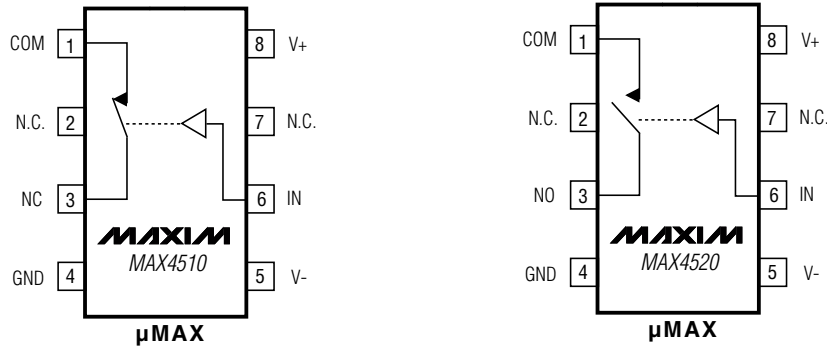 COM 1 8 V+
N.C. 2 7 N.C.
NC 3 6 IN
MAXIM
MAX4510
GND 4 5 V-
µMAX
COM 1 8 V+
N.C. 2 7 N.C.
NO 3 6 IN
MAXIM
MAX4520
GND 4 5 V-
µMAX